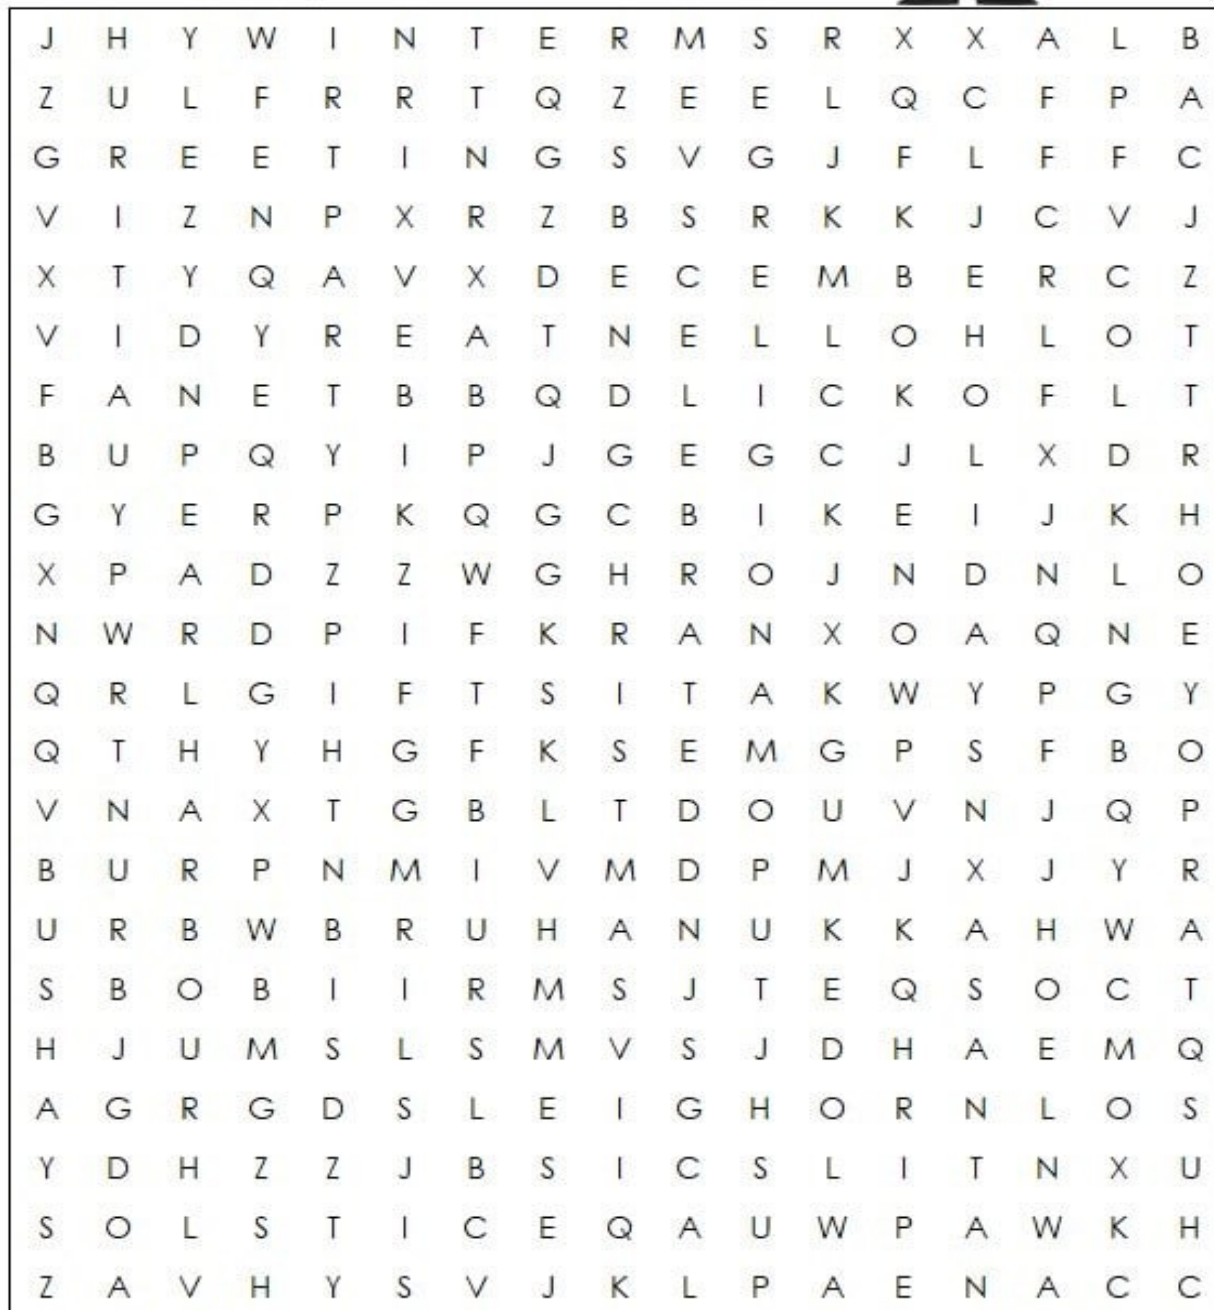 J H Y W I N T E R M S R X X A L B
Z U L F R R T Q Z E E L Q C F P A
G R E E T I N G S V G J F L F F C
V I Z N P X R Z B S R K K J C V J
X T Y Q A V X D E C E M B E R C Z
V I D Y R E A T N E L L O H L O T
F A N E T B B Q D L I C K O F L T
B U P Q Y I P J G E G C J L X D R
G Y E R P K Q G C B I K E I J K H
X P A D Z Z W G H R O J N D N L O
N W R D P I F K R A N X O A Q N E
Q R L G I F T S I T A K W Y P G Y
Q T H Y H G F K S E M G P S F B O
V N A X T G B L T D O U V N J Q P
B U R P N M I V M D P M J X J Y R
U R B W B R U H A N U K K A H W A
S B O B I I R M S J T E Q S O C T
H J U M S L S M V S J D H A E M Q
A G R G D S L E I G H O R N L O S
Y D H Z Z J B S I C S L I T N X U
S O L S T I C E Q A U W P A W K H
Z A V H Y S V J K L P A E N A C C